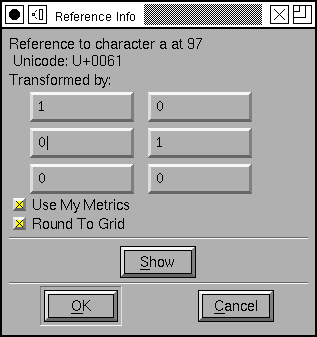 Reference Info
Reference to character a at 97
Unicode: U+0061
Transformed by:
1 0
0 1
0 0
Use My Metrics
Round To Grid
Show
OK Cancel